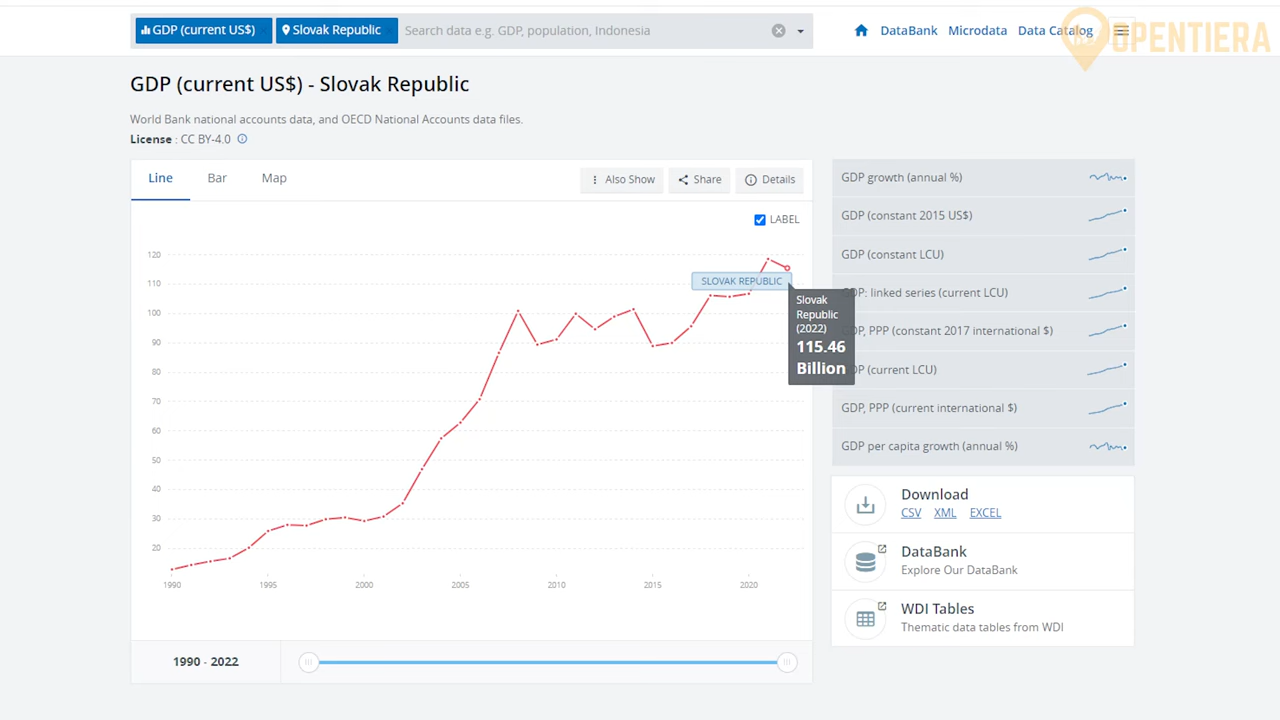 GDP (current US$)
Slovak Republic
Search data e.g. GDP, population, Indonesia
DataBank
Microdata
Data Catalog
OPENTIERA
GDP (current US$) - Slovak Republic
World Bank national accounts data, and OECD National Accounts data files.
License : CC BY-4.0
Line
Bar
Map
Also Show
Share
Details
LABEL
120
110
100
90
80
70
60
50
40
30
20
1990
1995
2000
2005
2010
2015
2020
SLOVAK REPUBLIC
Slovak
Republic
(2022)
115.46
Billion
1990 - 2022
GDP growth (annual %)
GDP (constant 2015 US$)
GDP (constant LCU)
GDP: linked series (current LCU)
GDP, PPP (constant 2017 international $)
GDP (current LCU)
GDP, PPP (current international $)
GDP per capita growth (annual %)
Download
CSV
XML
EXCEL
DataBank
Explore Our DataBank
WDI Tables
Thematic data tables from WDI